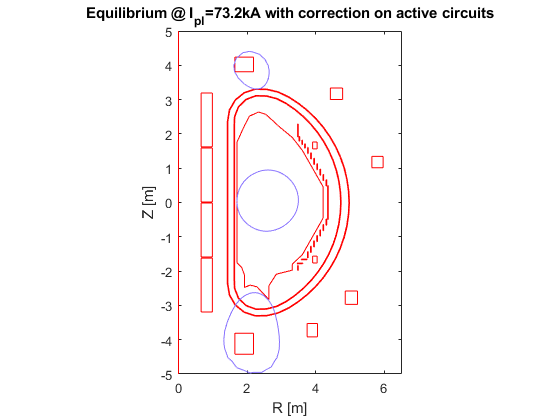 Equilibrium @ I_pl=73.2kA with correction on active circuits
5
4
3
2
1
0
-1
-2
-3
-4
-5
Z [m]
0 2 4 6
R [m]